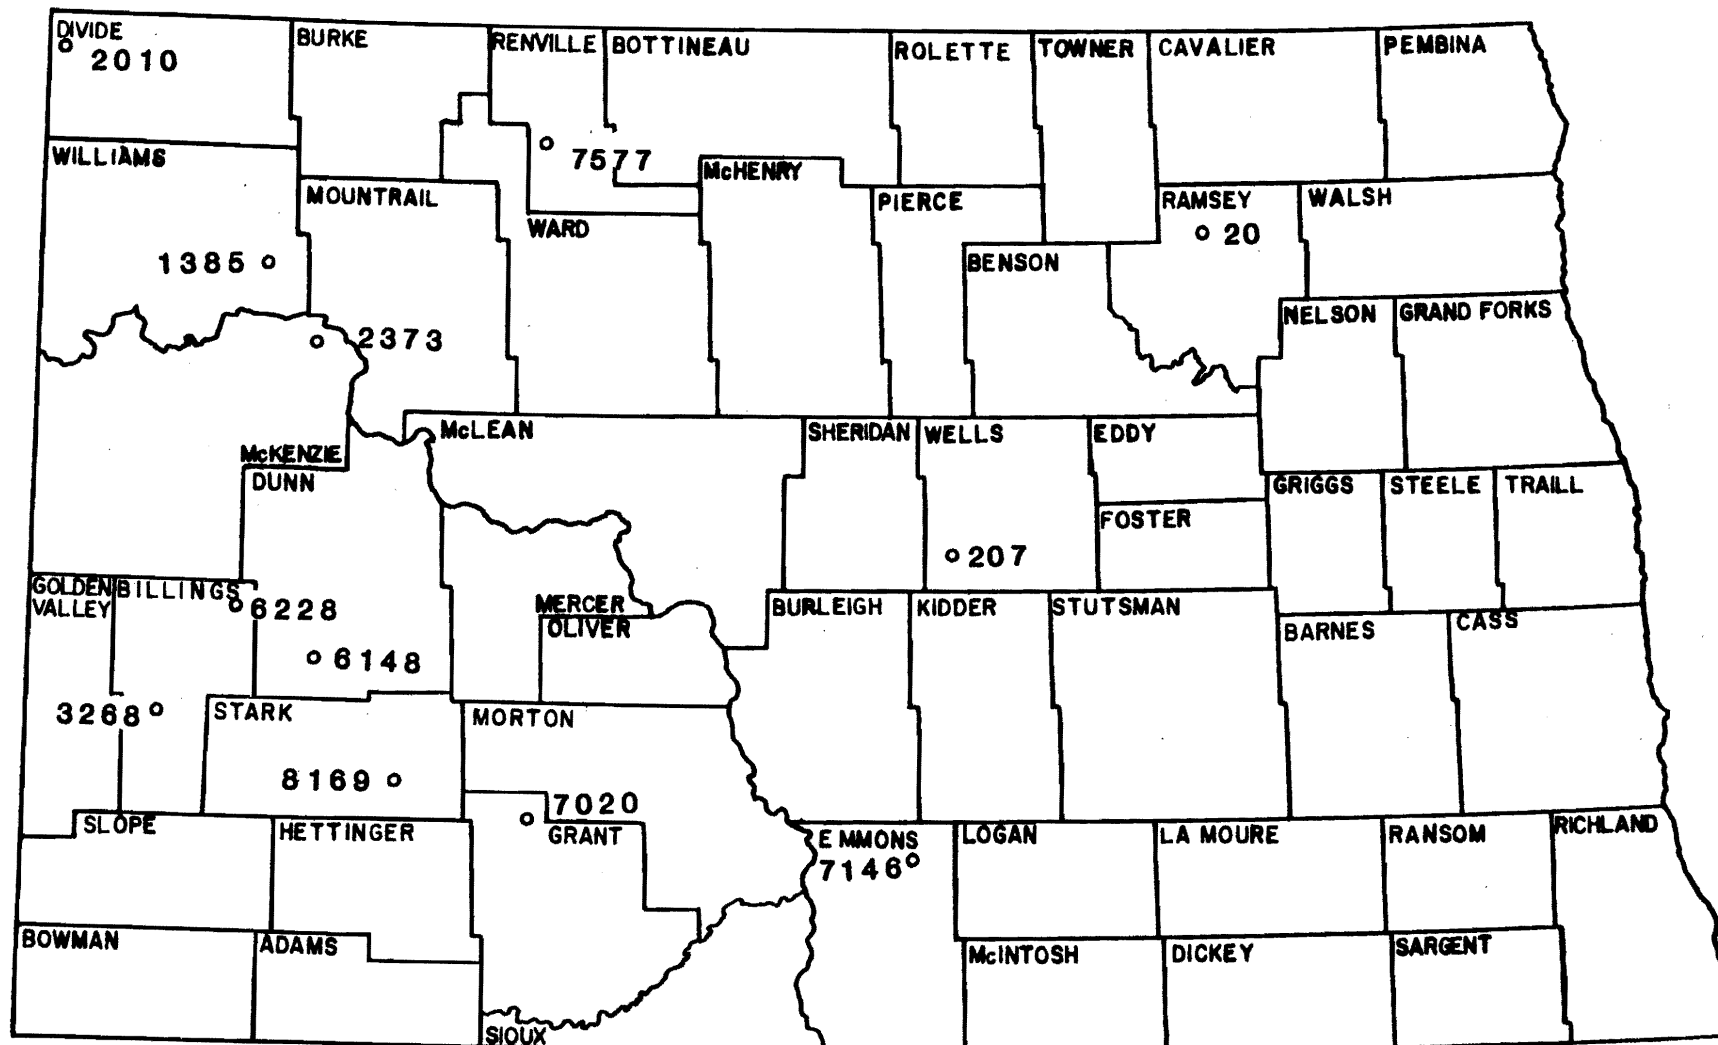 DIVIDE
2010
BURKE
RENVILLE
BOTTINEAU
ROLETTE
TOWNER
CAVALIER
PEMBINA
WILLIAMS
7577
McHENRY
MOUNTRAIL
WARD
PIERCE
RAMSEY
20
WALSH
1385
BENSON
2373
NELSON
GRAND FORKS
McKENZIE
McLEAN
SHERIDAN
WELLS
EDDY
DUNN
GRIGGS
STEELE
TRAILL
FOSTER
207
GOLDEN
VALLEY
BILLINGS
6228
MERCER
OLIVER
BURLEIGH
KIDDER
STUTSMAN
BARNES
CASS
6148
3268
STARK
MORTON
8169
7020
SLOPE
HETTINGER
GRANT
EMMONS
7146
LOGAN
LA MOURE
RANSOM
RICHLAND
BOWMAN
ADAMS
McINTOSH
DICKEY
SARGENT
SIOUX